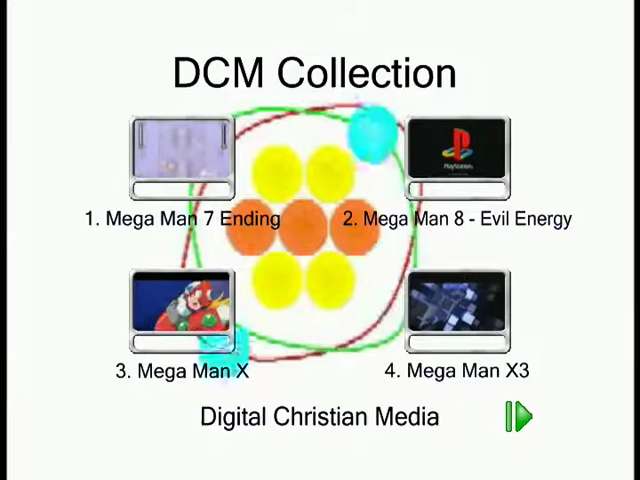 DCM Collection
PlayStation
1. Mega Man 7 Ending
2. Mega Man 8 - Evil Energy
3. Mega Man X
4. Mega Man X3
Digital Christian Media